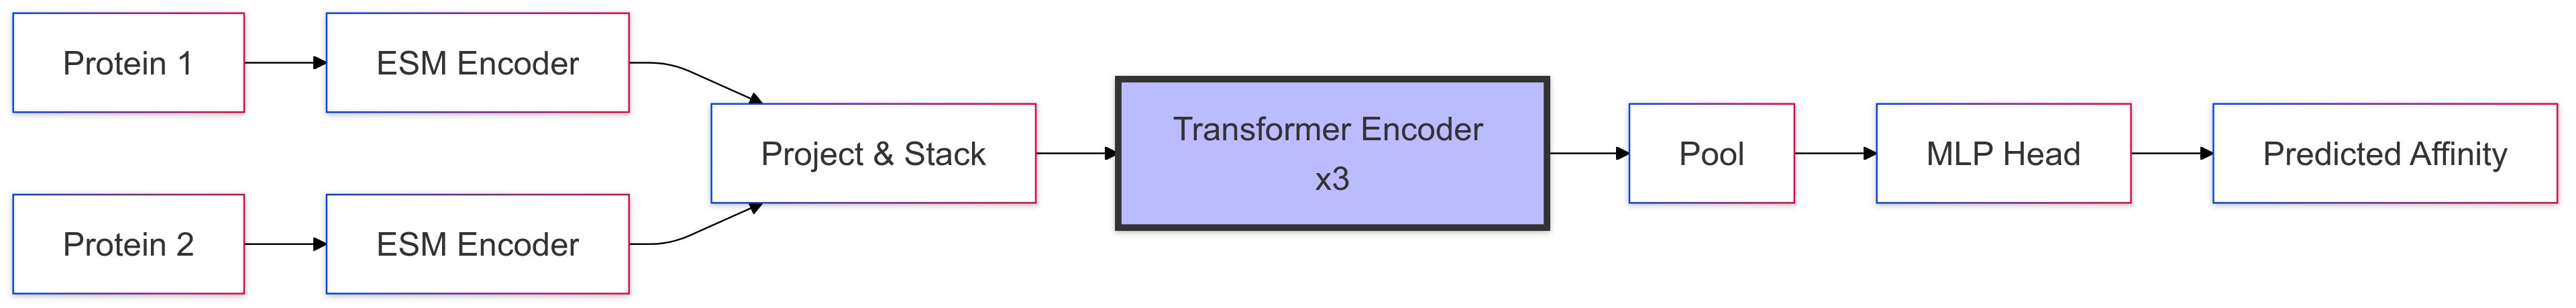 Protein 1
ESM Encoder
Protein 2
ESM Encoder
Project & Stack
Transformer Encoder
x3
Pool
MLP Head
Predicted Affinity